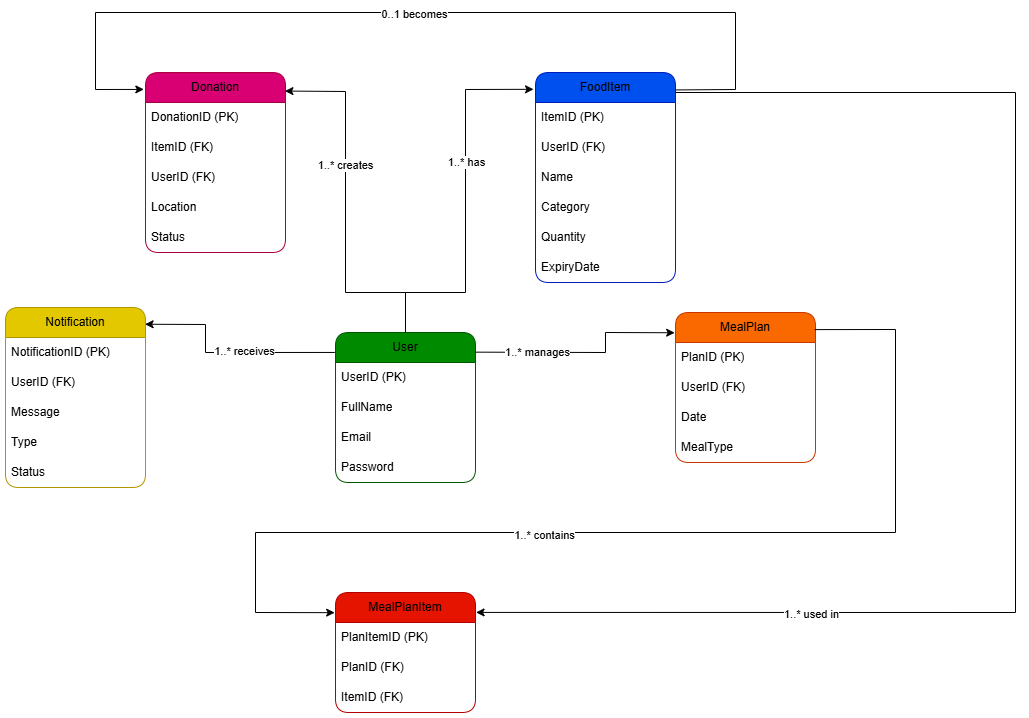 0..1 becomes
Donation
DonationID (PK)
ItemID (FK)
UserID (FK)
Location
Status
1..* creates
1..* has
FoodItem
ItemID (PK)
UserID (FK)
Name
Category
Quantity
ExpiryDate
Notification
NotificationID (PK)
UserID (FK)
Message
Type
Status
1..* receives
User
UserID (PK)
FullName
Email
Password
1..* manages
MealPlan
PlanID (PK)
UserID (FK)
Date
MealType
1..* contains
MealPlanItem
PlanItemID (PK)
PlanID (FK)
ItemID (FK)
1..* used in